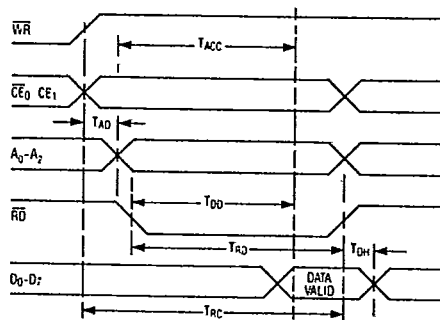 WR
TACC
CE0 CE1
TAD
A0-A2
TDD
RD
TRD
TDH
D0-D7
DATA
VALID
TRC